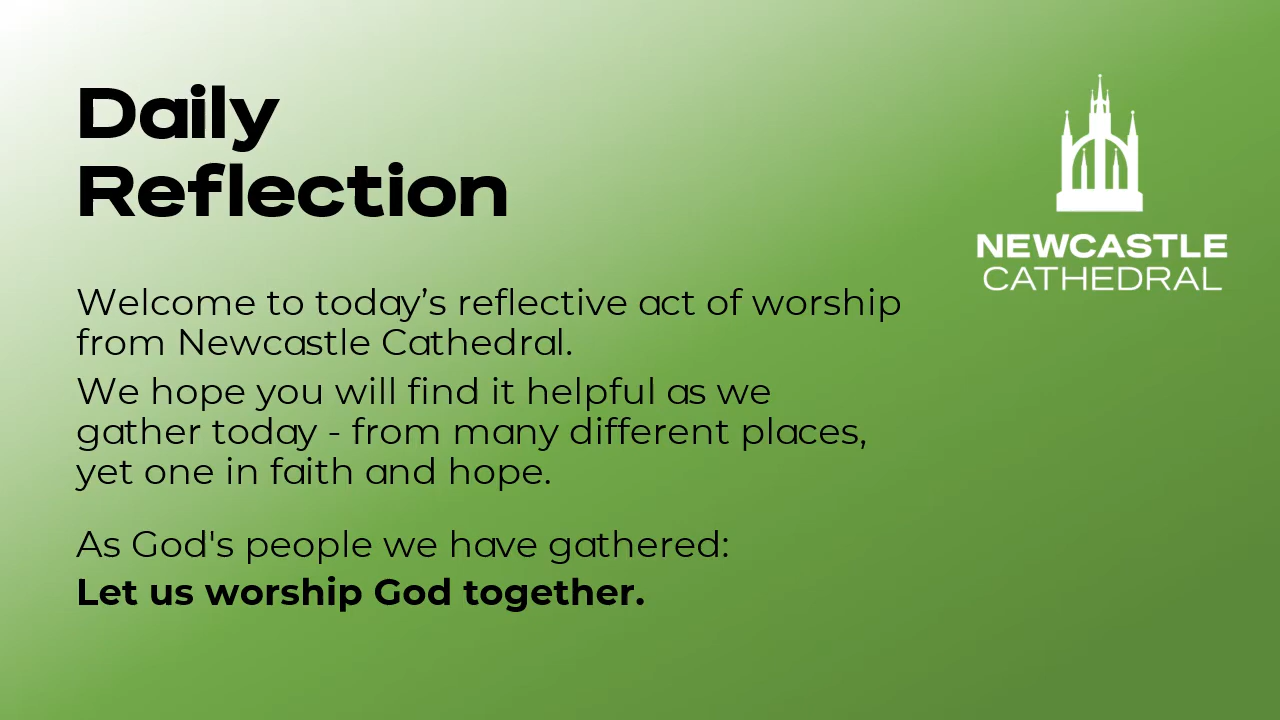 Daily
Reflection
NEWCASTLE
CATHEDRAL
Welcome to today’s reflective act of worship
from Newcastle Cathedral.
We hope you will find it helpful as we
gather today - from many different places,
yet one in faith and hope.
As God's people we have gathered:
Let us worship God together.